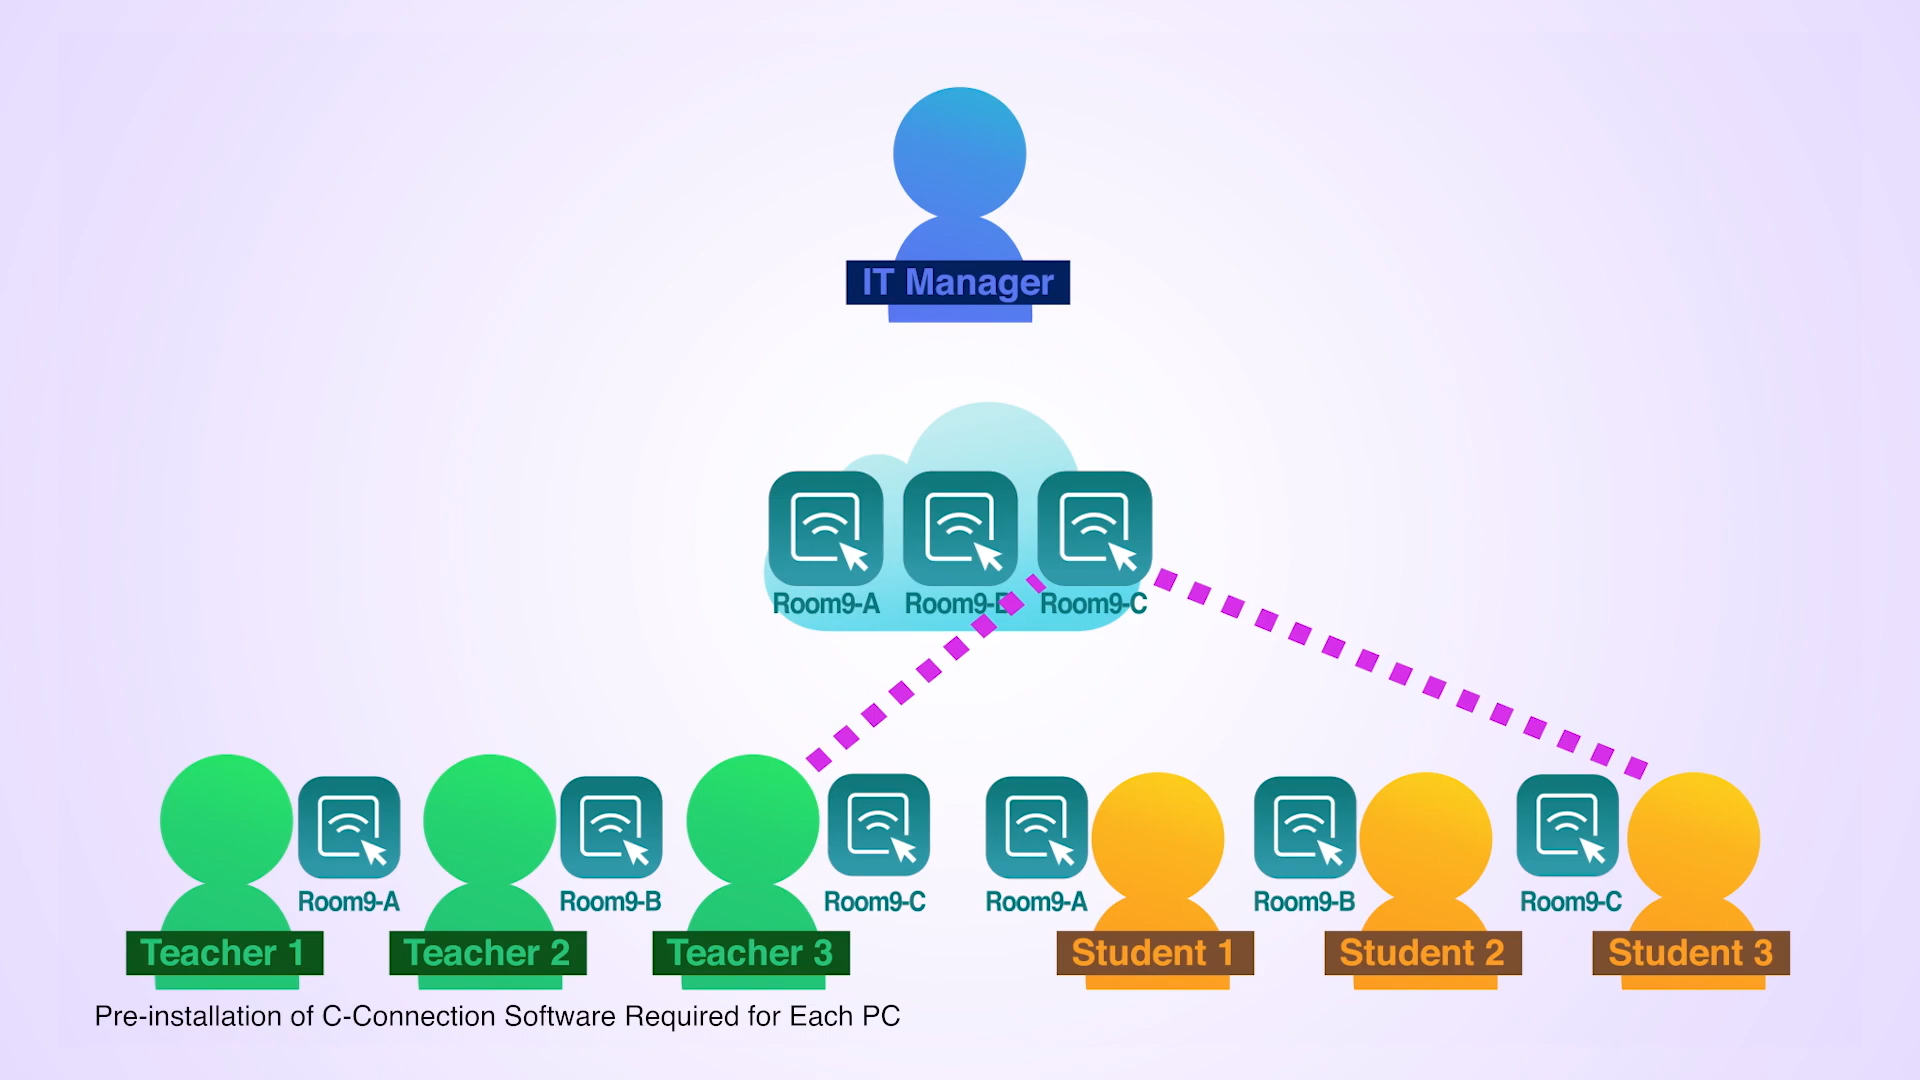 IT Manager
Room9-A Room9-B Room9-C
Room9-A Room9-B Room9-C Room9-A Room9-B Room9-C
Teacher 1 Teacher 2 Teacher 3 Student 1 Student 2 Student 3
Pre-installation of C-Connection Software Required for Each PC